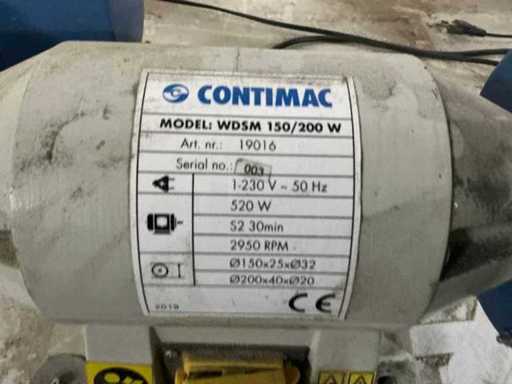 CONTIMAC
MODEL: WDSM 150/200 W
Art. nr.: 19016
Serial no.: 003
1-230 V ~ 50 Hz
520 W
S2 30min
2950 RPM
Ø150x25xØ32
Ø200x40xØ20
2019 CE